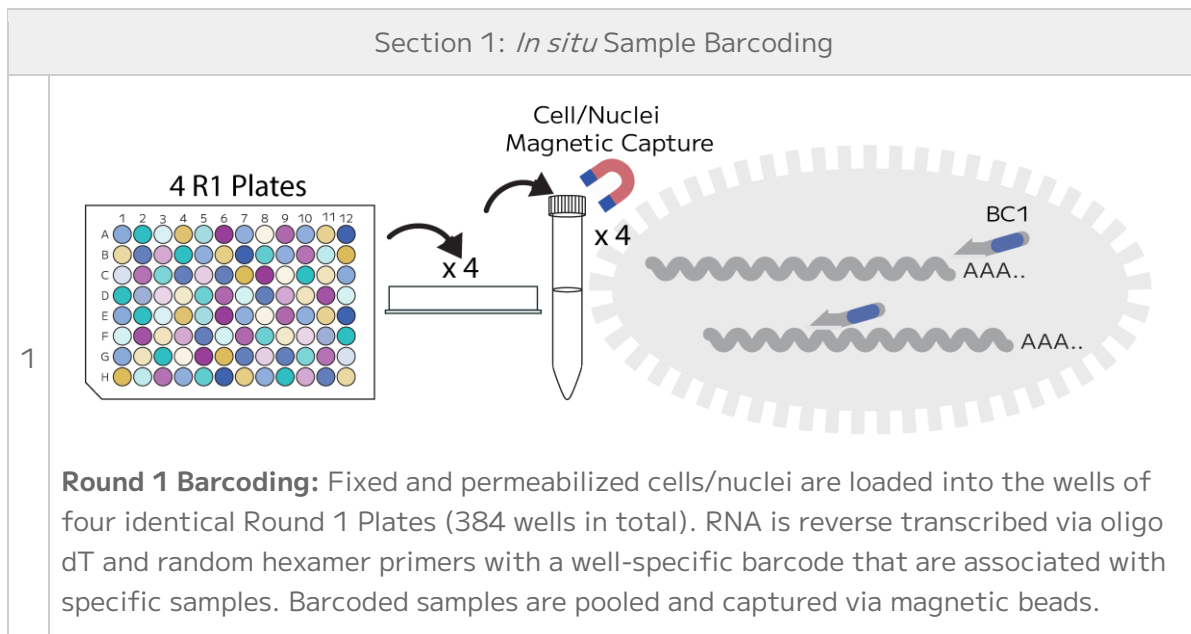 Section 1: In situ Sample Barcoding
1
Cell/Nuclei
Magnetic Capture
4 R1 Plates
1 2 3 4 5 6 7 8 9 10 11 12
A
B
C
D
E
F
G
H
x 4
x 4
BC1
AAA..
AAA..
Round 1 Barcoding: Fixed and permeabilized cells/nuclei are loaded into the wells of
four identical Round 1 Plates (384 wells in total). RNA is reverse transcribed via oligo
dT and random hexamer primers with a well-specific barcode that are associated with
specific samples. Barcoded samples are pooled and captured via magnetic beads.